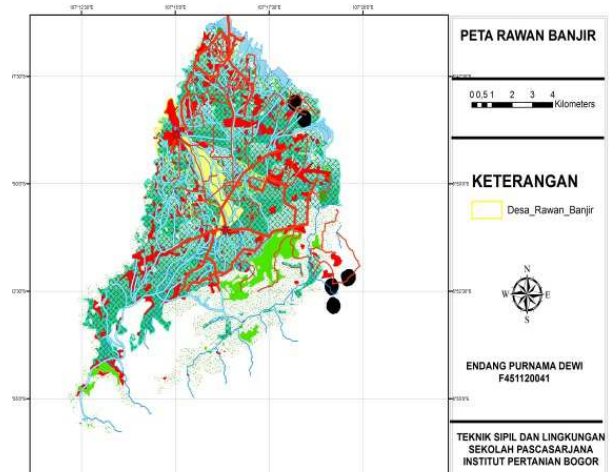 PETA RAWAN BANJIR
0 0,5 1 2 3 4
Kilometers
KETERANGAN
Desa_Rawan_Banjir
N
W E
S
ENDANG PURNAMA DEWI
F451120041
TEKNIK SIPIL DAN LINGKUNGAN
SEKOLAH PASCASARJANA
INSTITUT PERTANIAN BOGOR